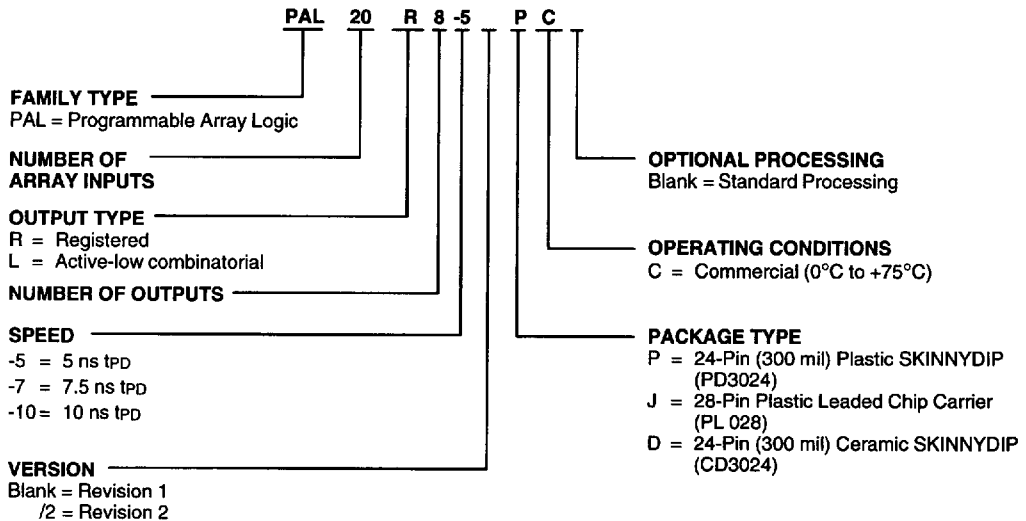 PAL 20 R 8 -5 P C
FAMILY TYPE
PAL = Programmable Array Logic
NUMBER OF
ARRAY INPUTS
OUTPUT TYPE
R = Registered
L = Active-low combinatorial
NUMBER OF OUTPUTS
SPEED
-5 = 5 ns tPD
-7 = 7.5 ns tPD
-10 = 10 ns tPD
VERSION
Blank = Revision 1
/2 = Revision 2
OPTIONAL PROCESSING
Blank = Standard Processing
OPERATING CONDITIONS
C = Commercial (0°C to +75°C)
PACKAGE TYPE
P = 24-Pin (300 mil) Plastic SKINNYDIP
(PD3024)
J = 28-Pin Plastic Leaded Chip Carrier
(PL 028)
D = 24-Pin (300 mil) Ceramic SKINNYDIP
(CD3024)